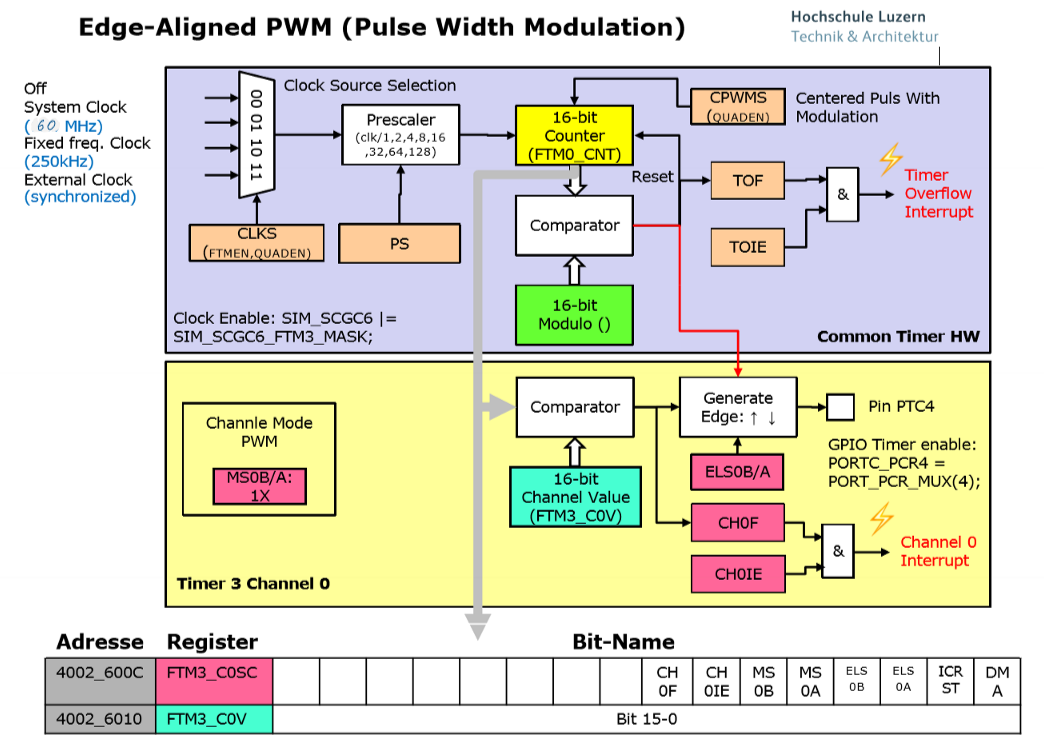 Edge-Aligned PWM (Pulse Width Modulation)
Hochschule Luzern
Technik & Architektur
Off
System Clock
( 60 MHz)
Fixed freq. Clock
(250kHz)
External Clock
(synchronized)
00 01 10 11
Clock Source Selection
Prescaler
(clk/1,2,4,8,16
,32,64,128)
16-bit
Counter
(FTM0_CNT)
CPWMS
(QUADEN)
Centered Puls With
Modulation
Reset
TOF
&
Timer
Overflow
Interrupt
CLKS
(FTMEN,QUADEN)
PS
Comparator
TOIE
16-bit
Modulo ()
Clock Enable: SIM_SCGC6 |=
SIM_SCGC6_FTM3_MASK;
Common Timer HW
Channle Mode
PWM
MS0B/A:
1X
Comparator
Generate
Edge: ↑ ↓
Pin PTC4
GPIO Timer enable:
PORTC_PCR4 =
PORT_PCR_MUX(4);
ELS0B/A
16-bit
Channel Value
(FTM3_C0V)
CH0F
&
Channel 0
Interrupt
CH0IE
Timer 3 Channel 0
Adresse Register Bit-Name
4002_600C FTM3_C0SC CH 0F CH 0IE MS 0B MS 0A ELS 0B ELS 0A ICR ST DM A
4002_6010 FTM3_C0V Bit 15-0